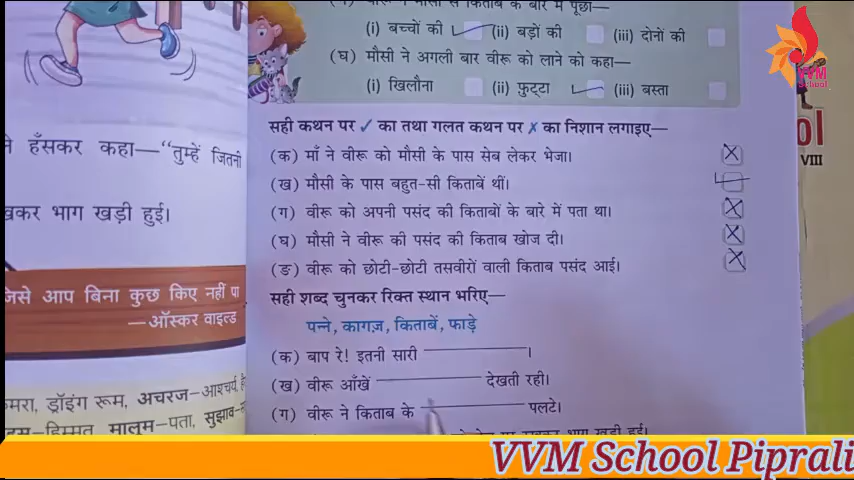 के बारे में पूछा—
(i) बच्चों की (ii) बड़ों की (iii) दोनों की
(घ) मौसी ने अगली बार वीरू को लाने को कहा—
(i) खिलौना (ii) फ़ुट्टा (iii) बस्ता
सही कथन पर ✓ का तथा गलत कथन पर ✗ का निशान लगाइए—
(क) माँ ने वीरू को मौसी के पास सेब लेकर भेजा।
(ख) मौसी के पास बहुत-सी किताबें थीं।
(ग) वीरू को अपनी पसंद की किताबों के बारे में पता था।
(घ) मौसी ने वीरू की पसंद की किताब खोज दी।
(ङ) वीरू को छोटी-छोटी तसवीरों वाली किताब पसंद आई।
सही शब्द चुनकर रिक्त स्थान भरिए—
पन्ने, कागज़, किताबें, फाड़े
(क) बाप रे! इतनी सारी ————।
(ख) वीरू आँखें ———— देखती रही।
(ग) वीरू ने किताब के ———— पलटे।
हँसकर कहा—“तुम्हें जितनी
भाग खड़ी हुई।
जिसे आप बिना कुछ किए नहीं पा
—ऑस्कर वाइल्ड
ड्रॉइंग रूम, अचरज–आश्चर्य,
मालूम–पता, सुझाव–
VVM
School
VIII
VVM School Piprali